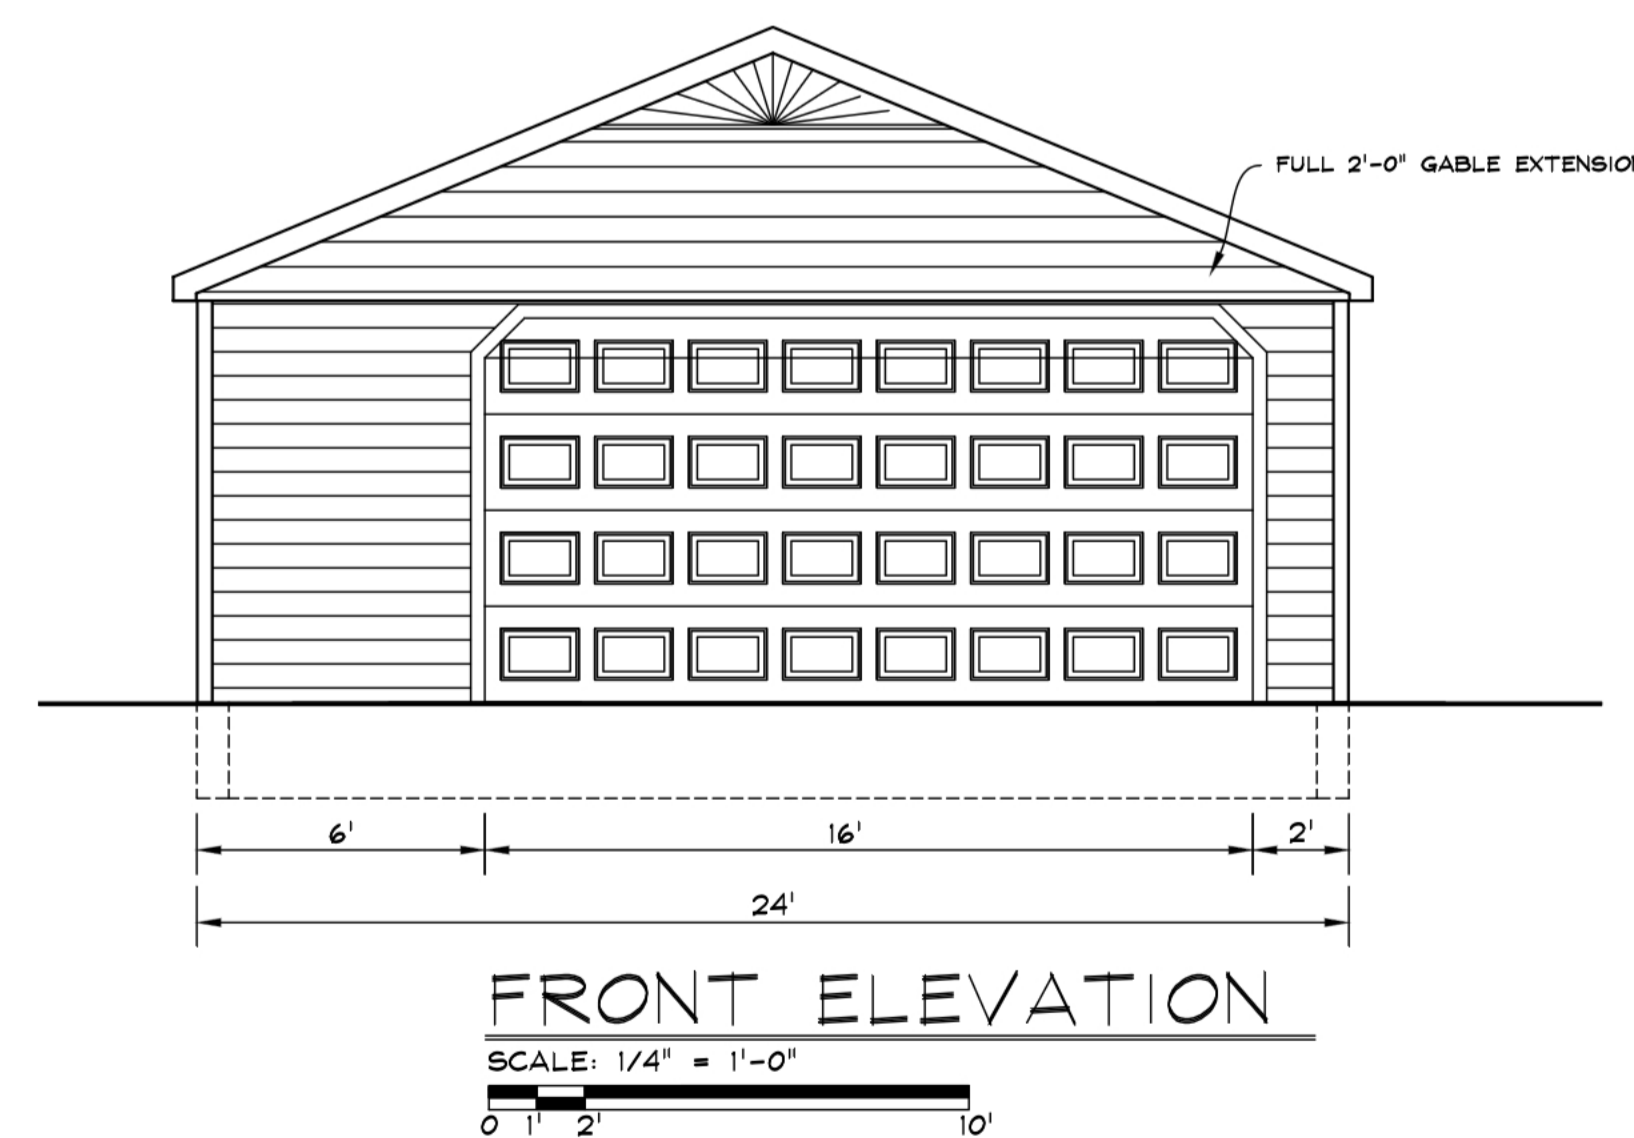 FULL 2'-0" GABLE
6' 16' 2'
24'
FRONT ELEVATION
SCALE: 1/4" = 1'-0"
0 1' 2' 10'